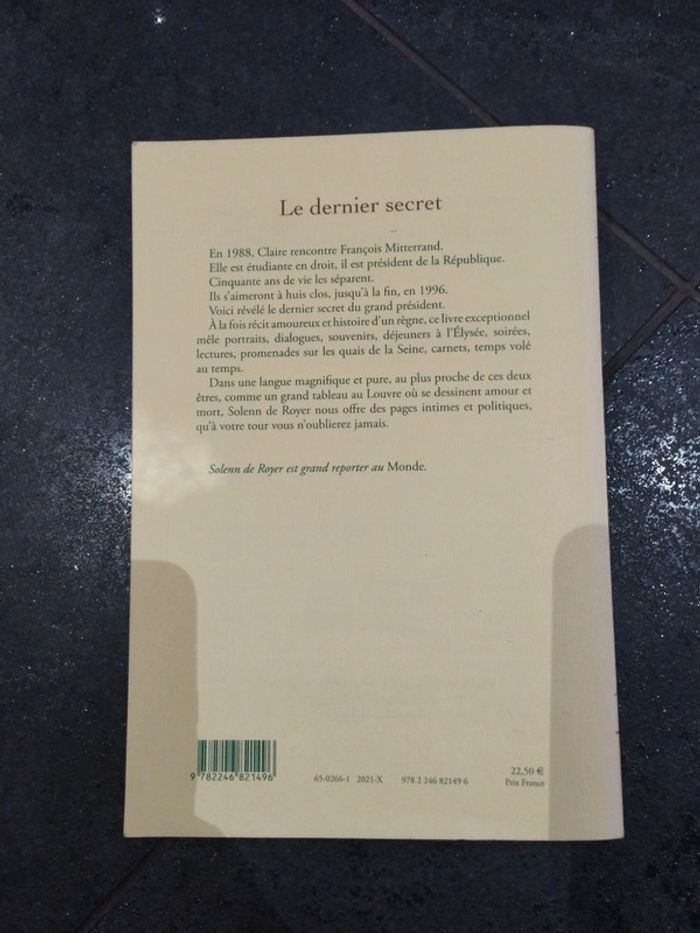 Le dernier secret
En 1988, Claire rencontre François Mitterrand.
Elle est étudiante en droit, il est président de la République.
Cinquante ans de vie les séparent.
Ils s'aimeront à huis clos, jusqu'à la fin, en 1996.
Voici révélé le dernier secret du grand président.
À la fois récit amoureux et histoire d'un règne, ce livre exceptionnel
mêle portraits, dialogues, souvenirs, déjeuners à l'Élysée, soirées,
lectures, promenades sur les quais de la Seine, carnets, temps volé
au temps.
Dans une langue magnifique et pure, au plus proche de ces deux
êtres, comme un grand tableau au Louvre où se dessinent amour et
mort, Solenn de Royer nous offre des pages intimes et politiques,
qu'à votre tour vous n'oublierez jamais.
Solenn de Royer est grand reporter au Monde.
9 782246 821496
65-0266-1 2021-X 978 2 246 82149 6
22,50 €
Prix France